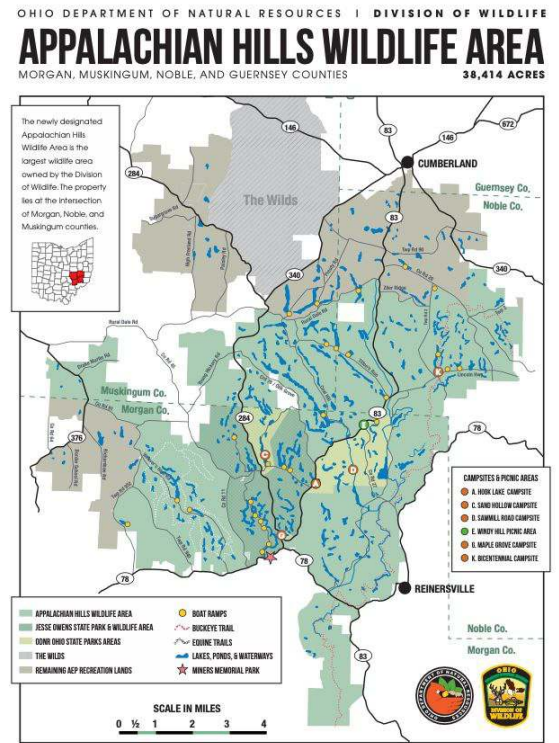 OHIO DEPARTMENT OF NATURAL RESOURCES | DIVISION OF WILDLIFE
APPALACHIAN HILLS WILDLIFE AREA
MORGAN, MUSKINGUM, NOBLE, AND GUERNSEY COUNTIES
38,414 ACRES
The newly designated
Appalachian Hills
Wildlife Area is the
largest wildlife area
owned by the Division
of Wildlife. The property
lies at the intersection
of Morgan, Noble, and
Muskingum counties.
146
83
146
672
CUMBERLAND
284
The Wilds
Guernsey Co.
Noble Co.
83
340
340
Rural Dale Rd
Muskingum Co.
Morgan Co.
284
83
376
78
78
78
83
REINERSVILLE
Noble Co.
Morgan Co.
CAMPSITES & PICNIC AREAS
A. HOOK LAKE CAMPSITE
C. SAND HOLLOW CAMPSITE
D. SAWMILL ROAD CAMPSITE
E. WINDY HILL PICNIC AREA
G. MAPLE GROVE CAMPSITE
K. BICENTENNIAL CAMPSITE
APPALACHIAN HILLS WILDLIFE AREA
JESSE OWENS STATE PARK & WILDLIFE AREA
ODNR OHIO STATE PARKS AREAS
THE WILDS
REMAINING AEP RECREATION LANDS
BOAT RAMPS
BUCKEYE TRAIL
EQUINE TRAILS
LAKES, PONDS, & WATERWAYS
MINERS MEMORIAL PARK
SCALE IN MILES
0 ½ 1 2 3 4
OHIO
DIVISION OF
WILDLIFE